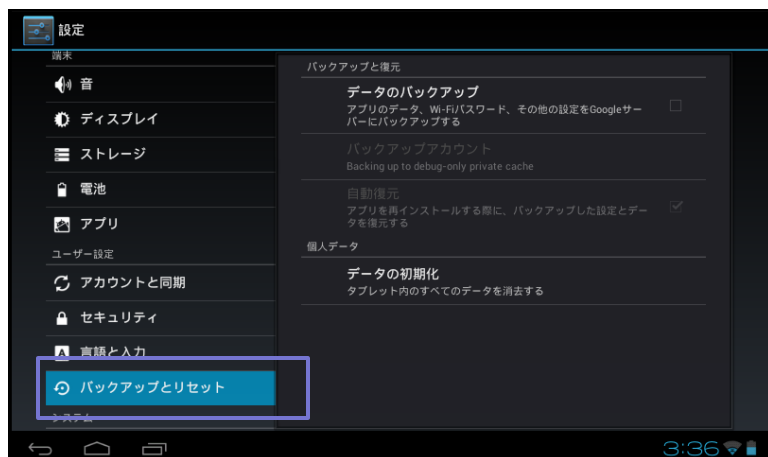 設定
端末
音
ディスプレイ
ストレージ
電池
アプリ
ユーザー設定
アカウントと同期
セキュリティ
言語と入力
バックアップとリセット
システム
バックアップと復元
データのバックアップ
アプリのデータ、Wi-Fiパスワード、その他の設定をGoogleサー
バーにバックアップする
バックアップアカウント
Backing up to debug-only private cache
自動復元
アプリを再インストールする際に、バックアップした設定とデー
タを復元する
個人データ
データの初期化
タブレット内のすべてのデータを消去する
3:36